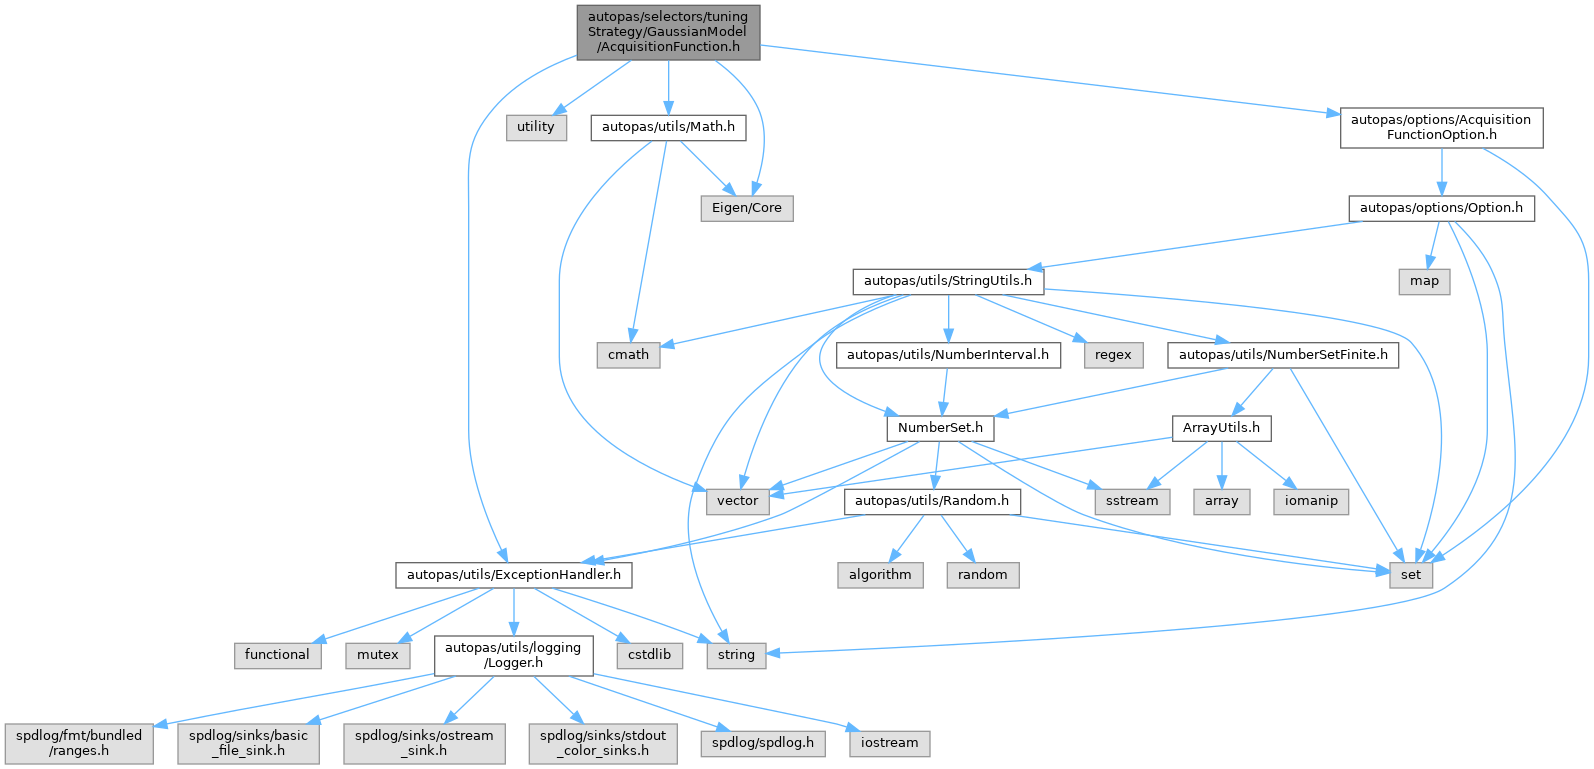 autopas/selectors/tuning
Strategy/GaussianModel
/AcquisitionFunction.h
utility
autopas/utils/Math.h
autopas/options/Acquisition
FunctionOption.h
Eigen/Core
autopas/options/Option.h
autopas/utils/StringUtils.h
map
cmath
autopas/utils/NumberInterval.h
regex
autopas/utils/NumberSetFinite.h
NumberSet.h
ArrayUtils.h
vector
autopas/utils/Random.h
sstream
array
iomanip
autopas/utils/ExceptionHandler.h
algorithm
random
set
functional
mutex
autopas/utils/logging
/Logger.h
cstdlib
string
spdlog/fmt/bundled
/ranges.h
spdlog/sinks/basic
_file_sink.h
spdlog/sinks/ostream
_sink.h
spdlog/sinks/stdout
_color_sinks.h
spdlog/spdlog.h
iostream